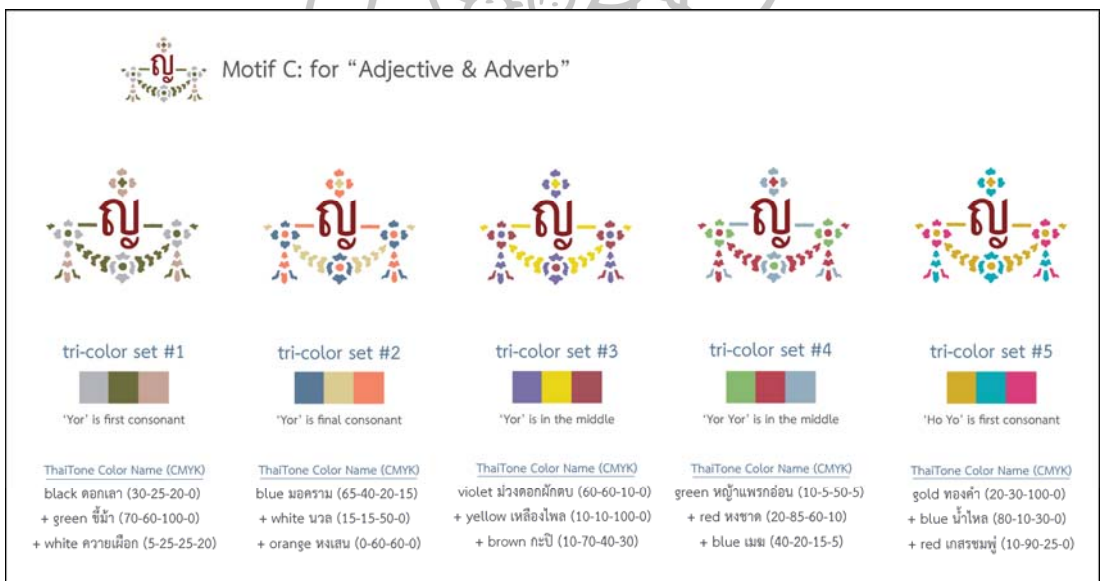 ญ Motif C: for “Adjective & Adverb”
ญ ญ ญ ญ ญ
tri-color set #1 tri-color set #2 tri-color set #3 tri-color set #4 tri-color set #5
'Yor' is first consonant 'Yor' is final consonant 'Yor' is in the middle 'Yor Yor' is in the middle 'Ho Yo' is first consonant
ThaiTone Color Name (CMYK) ThaiTone Color Name (CMYK) ThaiTone Color Name (CMYK) ThaiTone Color Name (CMYK) ThaiTone Color Name (CMYK)
black ดอกเลา (30-25-20-0) blue มอคราม (65-40-20-15) violet ม่วงดอกผักตบ (60-60-10-0) green หญ้าแพรกอ่อน (10-5-50-5) gold ทองคำ (20-30-100-0)
+ green ขี้ม้า (70-60-100-0) + white นวล (15-15-50-0) + yellow เหลืองไพล (10-10-100-0) + red หงชาด (20-85-60-10) + blue น้ำไหล (80-10-30-0)
+ white ควายเผือก (5-25-25-20) + orange หงเสน (0-60-60-0) + brown กะปิ (10-70-40-30) + blue เมฆ (40-20-15-5) + red เกสรชมพู่ (10-90-25-0)